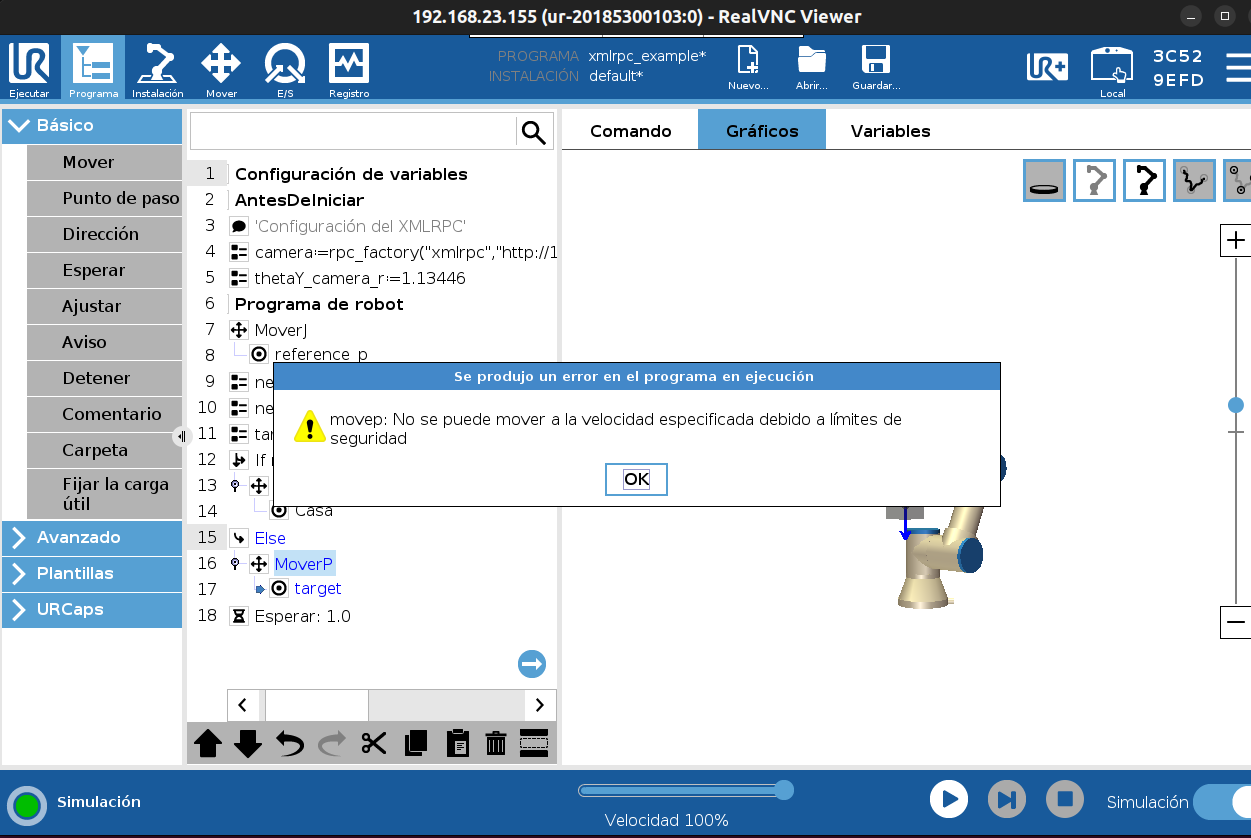 192.168.23.155 (ur-20185300103:0) - RealVNC Viewer
UR
Ejecutar
Programa
Instalación
Mover
E/S
Registro
PROGRAMA xmlrpc_example*
INSTALACIÓN default*
Nuevo...
Abrir...
Guardar...
UR+
Local
3C52
9EFD
Básico
Mover
Punto de paso
Dirección
Esperar
Ajustar
Aviso
Detener
Comentario
Carpeta
Fijar la carga
útil
Avanzado
Plantillas
URCaps
Comando
Gráficos
Variables
1 Configuración de variables
2 AntesDeIniciar
3 'Configuración del XMLRPC'
4 camera:=rpc_factory("xmlrpc","http://1
5 thetaY_camera_r:=1.13446
6 Programa de robot
7 MoverJ
8 reference_p
9 ne
10 ne
11 tar
12 If
13
14 Casa
15 Else
16 MoverP
17 target
18 Esperar: 1.0
Se produjo un error en el programa en ejecución
movep: No se puede mover a la velocidad especificada debido a límites de
seguridad
OK
Simulación
Velocidad 100%
Simulación